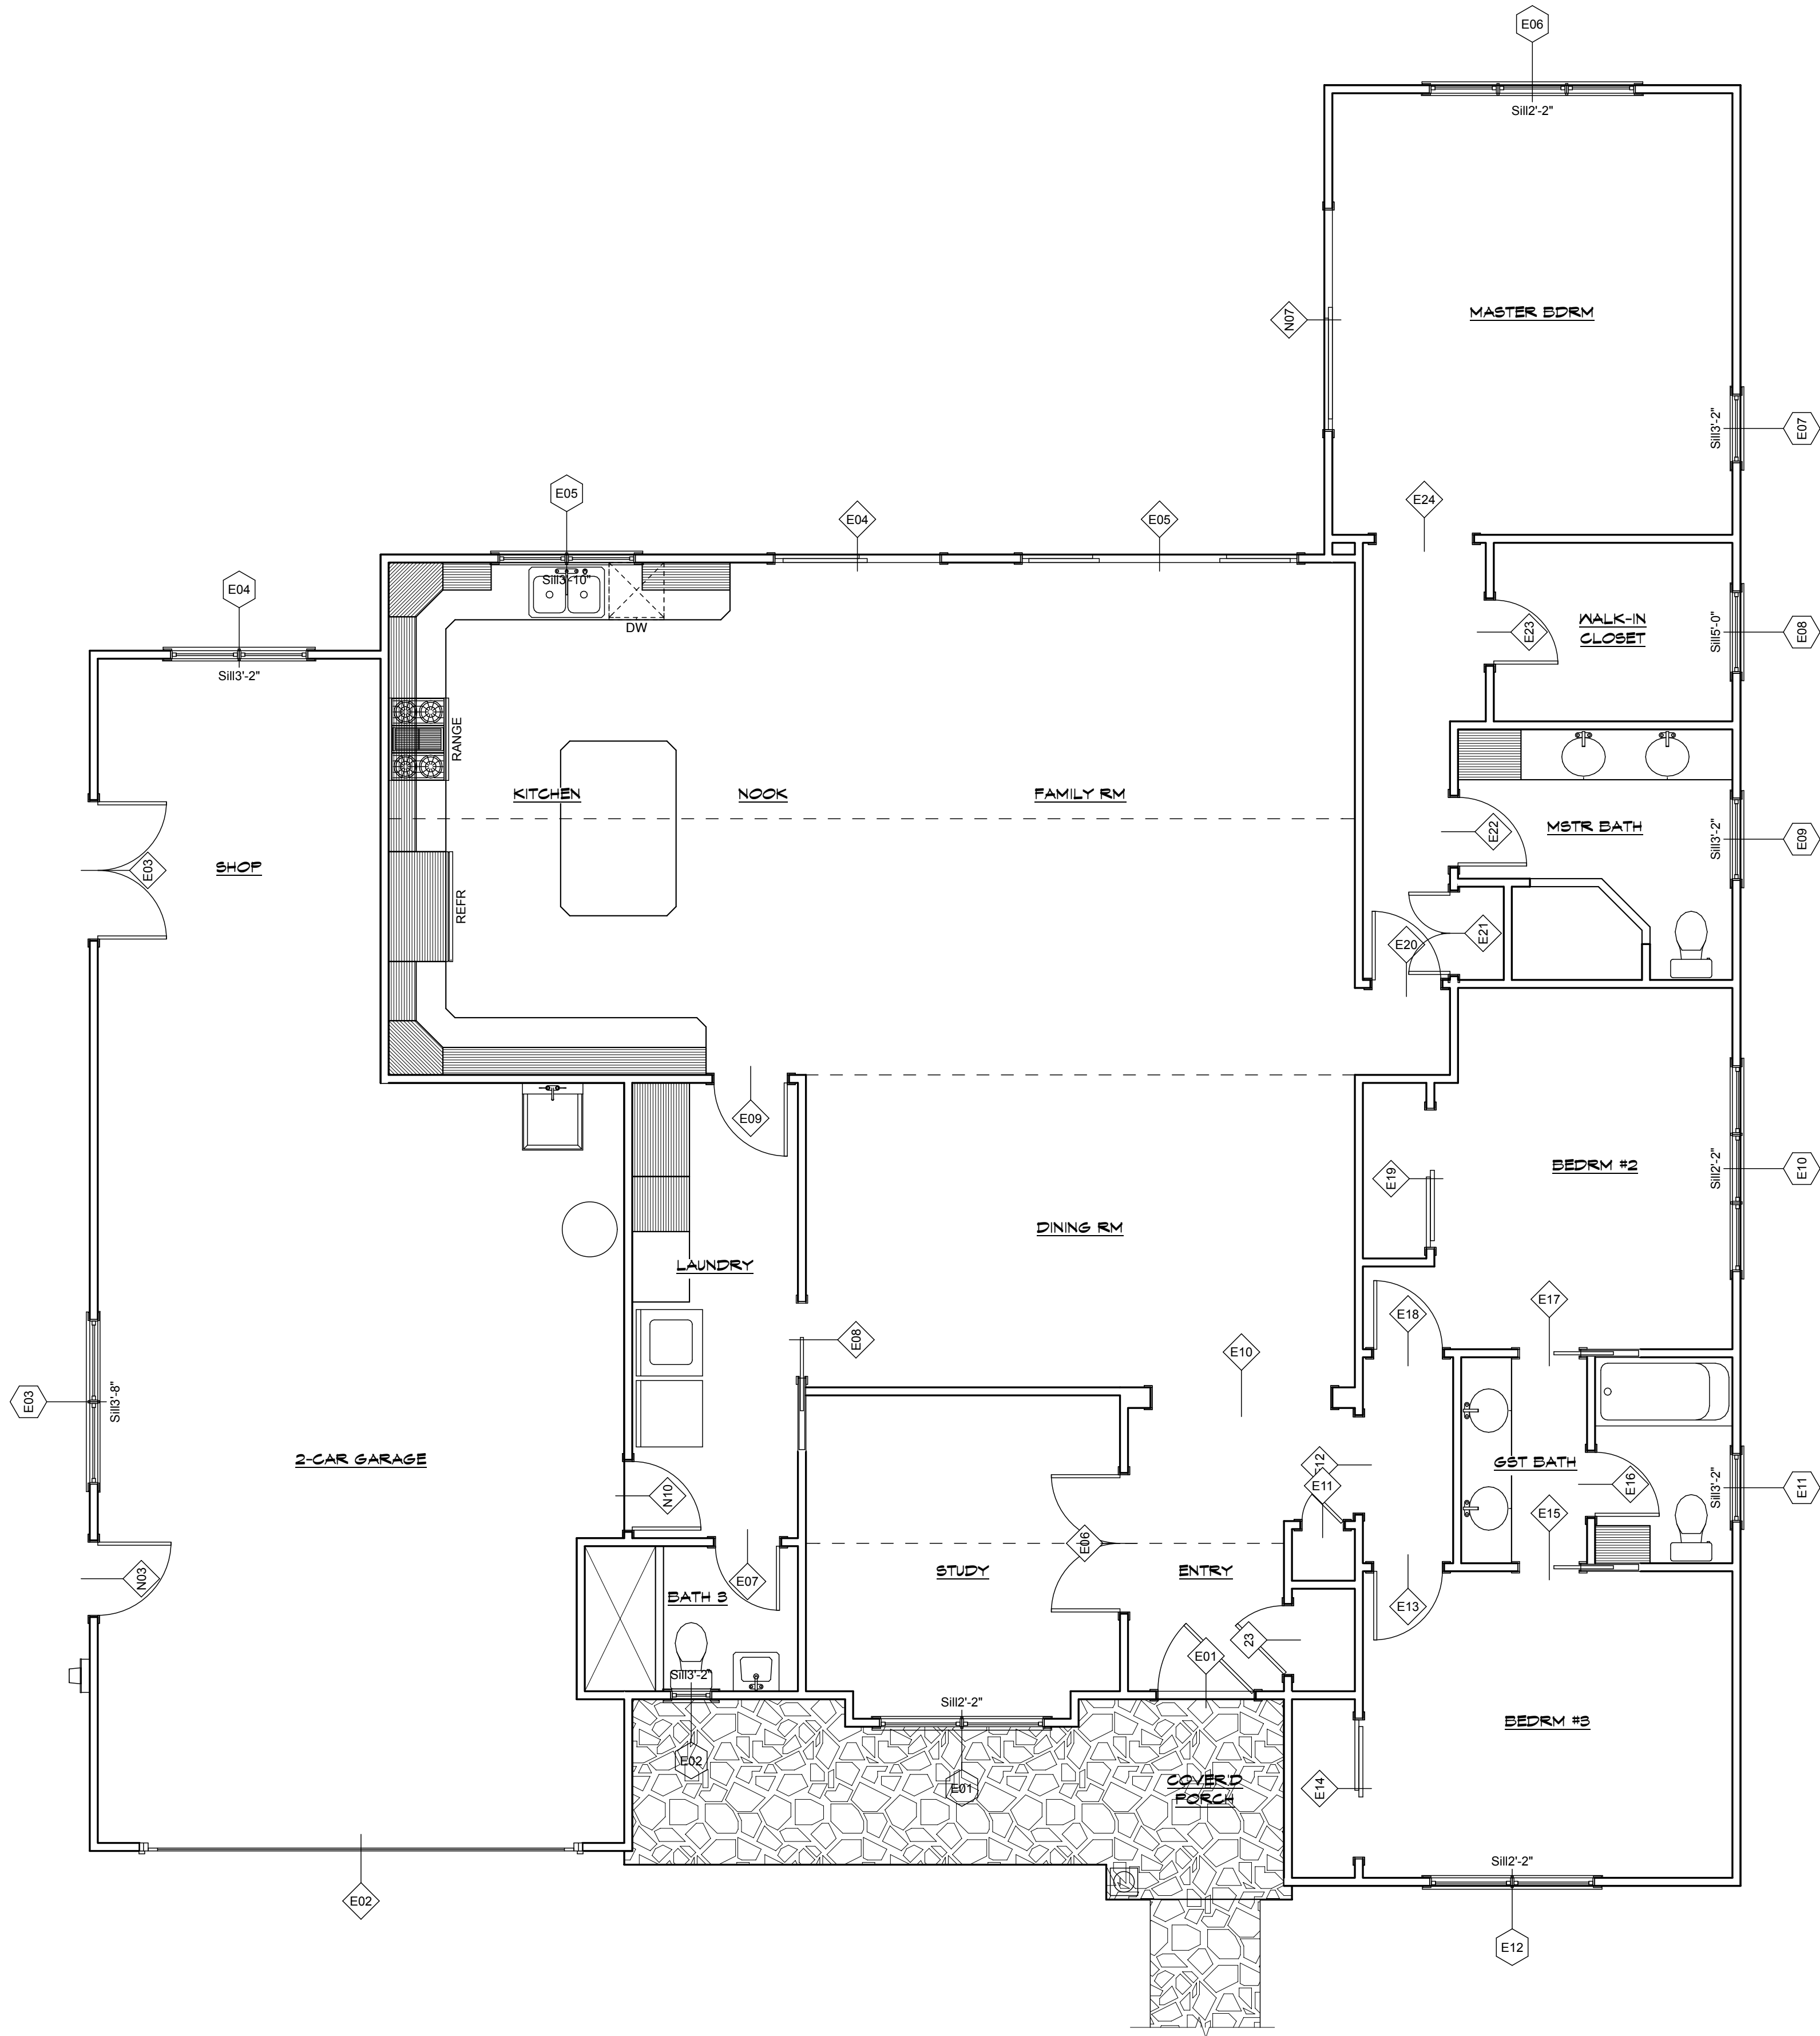 E06
Sill2'-2"
MASTER BDRM
N07
Sill3'-2"
E07
E05
E04
E05
E24
Sill3'-10"
DW
E04
Sill3'-2"
E23
WALK-IN
CLOSET
Sill5'-0"
E08
RANGE
KITCHEN
NOOK
FAMILY RM
E22
MSTR BATH
Sill3'-2"
E09
E03
SHOP
REFR
E20
E21
E09
E19
BEDRM #2
Sill2'-2"
E10
DINING RM
LAUNDRY
E18
E17
E08
E10
E03
Sill3'-8"
2-CAR GARAGE
E12
E11
GST BATH
E16
Sill3'-2"
E11
N10
E15
E06
N03
STUDY
ENTRY
E07
BATH 3
E13
23
E01
Sill3'-2"
Sill2'-2"
BEDRM #3
E02
E01
COVER'D
PORCH
E14
Sill2'-2"
E02
E12